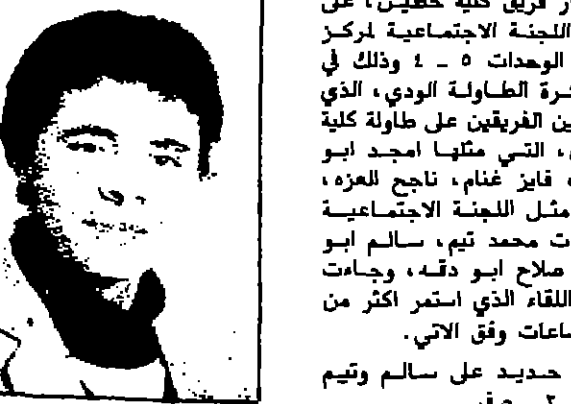 ار فريق كلية حطين، على
اللجنة الاجتماعية لمركز
الوحدات ٥ - ٤ وذلك في
كرة الطاولة الودي، الذي
بين الفريقين على طاولة كلية
، التي مثلها امجد ابو
فايز غنام، ناجح العزه،
مثل اللجنة الاجتماعية
ت محمد تيم، سالم ابو
صلاح ابو دقه، وجاءت
اللقاء الذي استمر اكثر من
ساعات وفق الاتي.
حديد على سالم وتيم